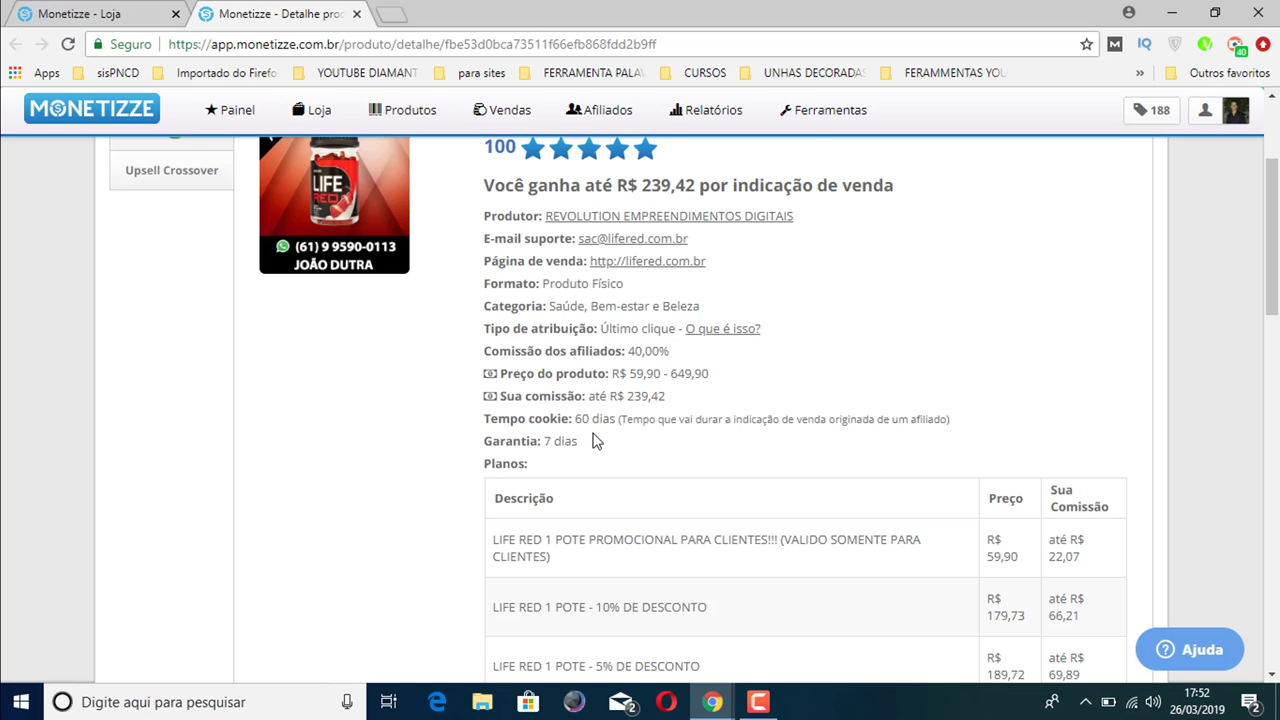 Monetizze - Loja
Monetizze - Detalhe pro
Seguro
https://app.monetizze.com.br/produto/detalhe/fbe53d0bca73511f66efb868fdd2b9ff
M
IQ
40
Apps
sisPNCD
Importado do Firefo
YOUTUBE DIAMANT
para sites
FERRAMENTA PALA
CURSOS
UNHAS DECORADAS
FERAMMENTAS YOU
»
Outros favoritos
MONETIZZE
Painel
Loja
Produtos
Vendas
Afiliados
Relatórios
Ferramentas
188
Upsell Crossover
LIFE
RED
(61) 9 9590-0113
JOÃO DUTRA
100
Você ganha até R$ 239,42 por indicação de venda
Produtor: REVOLUTION EMPREENDIMENTOS DIGITAIS
E-mail suporte: sac@lifered.com.br
Página de venda: http://lifered.com.br
Formato: Produto Físico
Categoria: Saúde, Bem-estar e Beleza
Tipo de atribuição: Último clique - O que é isso?
Comissão dos afiliados: 40,00%
Preço do produto: R$ 59,90 - 649,90
Sua comissão: até R$ 239,42
Tempo cookie: 60 dias (Tempo que vai durar a indicação de venda originada de um afiliado)
Garantia: 7 dias
Planos:
Descrição
Preço
Sua
Comissão
LIFE RED 1 POTE PROMOCIONAL PARA CLIENTES!!! (VALIDO SOMENTE PARA
CLIENTES)
R$
59,90
até R$
22,07
LIFE RED 1 POTE - 10% DE DESCONTO
R$
179,73
até R$
66,21
LIFE RED 1 POTE - 5% DE DESCONTO
R$
189,72
até R$
69,89
Ajuda
Digite aqui para pesquisar
2
17:52
26/03/2019
2